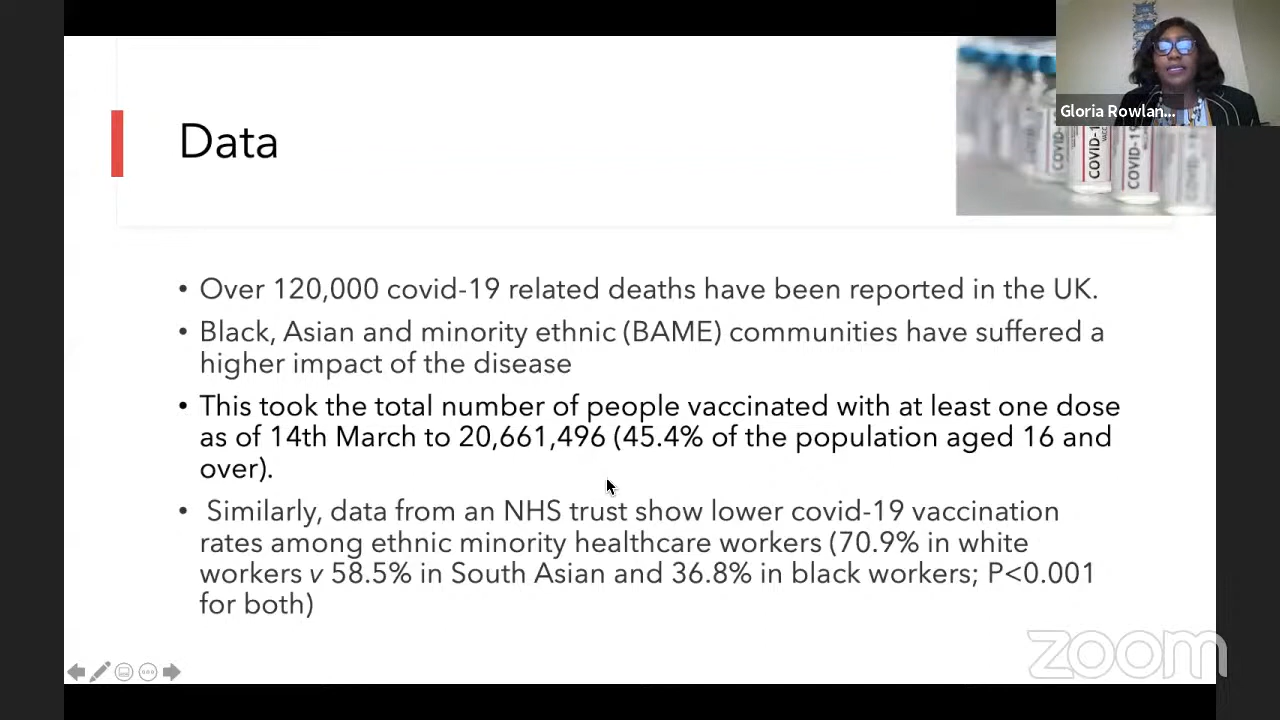 Gloria Rowlan...
COVID-19
COVID-19
Data
• Over 120,000 covid-19 related deaths have been reported in the UK.
• Black, Asian and minority ethnic (BAME) communities have suffered a
higher impact of the disease
• This took the total number of people vaccinated with at least one dose
as of 14th March to 20,661,496 (45.4% of the population aged 16 and
over).
• Similarly, data from an NHS trust show lower covid-19 vaccination
rates among ethnic minority healthcare workers (70.9% in white
workers v 58.5% in South Asian and 36.8% in black workers; P<0.001
for both)
zoom